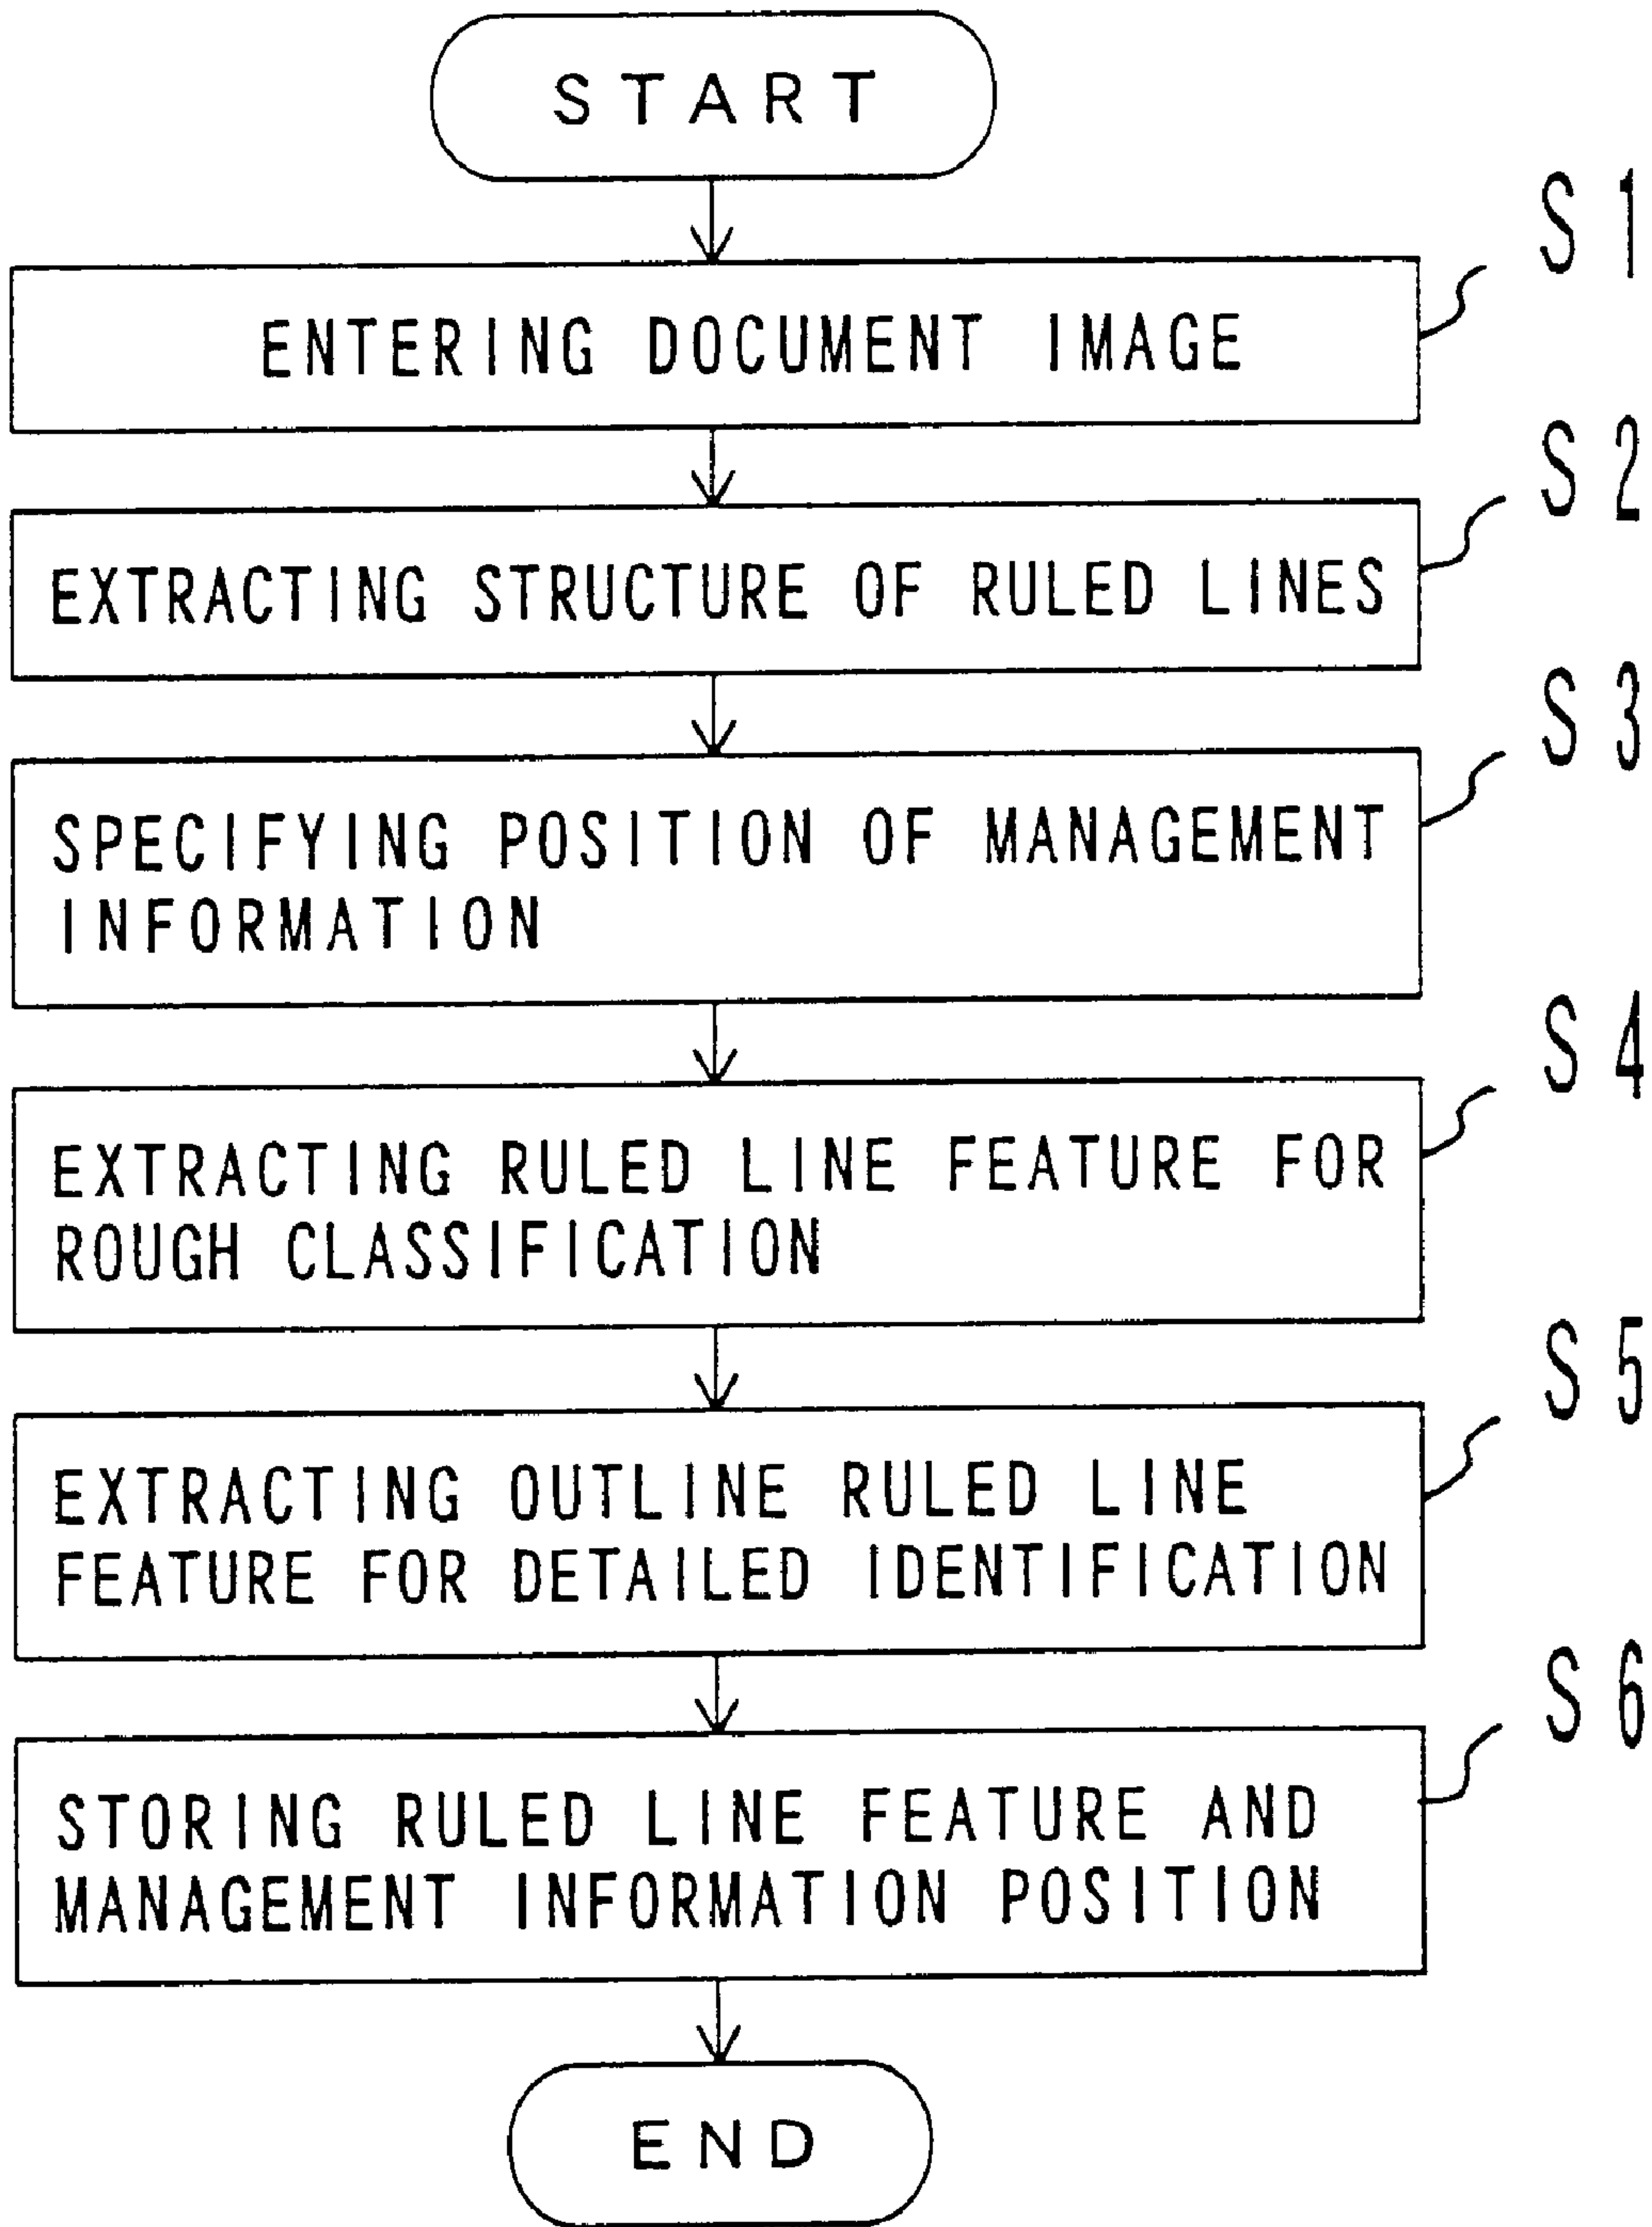 START
S1
ENTERING DOCUMENT IMAGE
S2
EXTRACTING STRUCTURE OF RULED LINES
S3
SPECIFYING POSITION OF MANAGEMENT
INFORMATION
S4
EXTRACTING RULED LINE FEATURE FOR
ROUGH CLASSIFICATION
S5
EXTRACTING OUTLINE RULED LINE
FEATURE FOR DETAILED IDENTIFICATION
S6
STORING RULED LINE FEATURE AND
MANAGEMENT INFORMATION POSITION
END